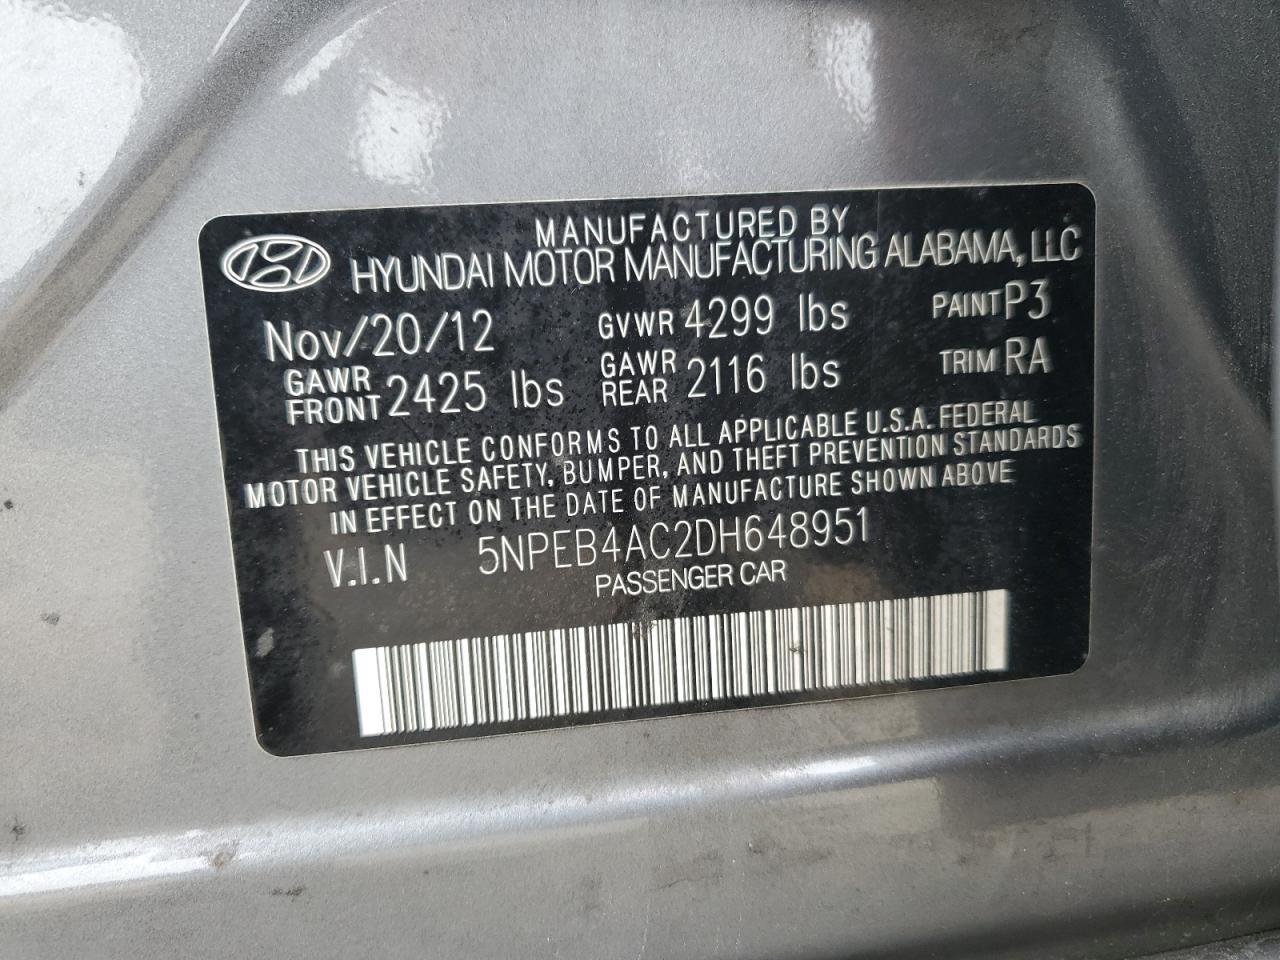 MANUFACTURED BY
HYUNDAI MOTOR MANUFACTURING ALABAMA, LLC
Nov/20/12 GVWR 4299 lbs PAINT P3
GAWR FRONT 2425 lbs GAWR REAR 2116 lbs TRIM RA
THIS VEHICLE CONFORMS TO ALL APPLICABLE U.S.A. FEDERAL
MOTOR VEHICLE SAFETY, BUMPER, AND THEFT PREVENTION STANDARDS
IN EFFECT ON THE DATE OF MANUFACTURE SHOWN ABOVE
V.I.N 5NPEB4AC2DH648951
PASSENGER CAR